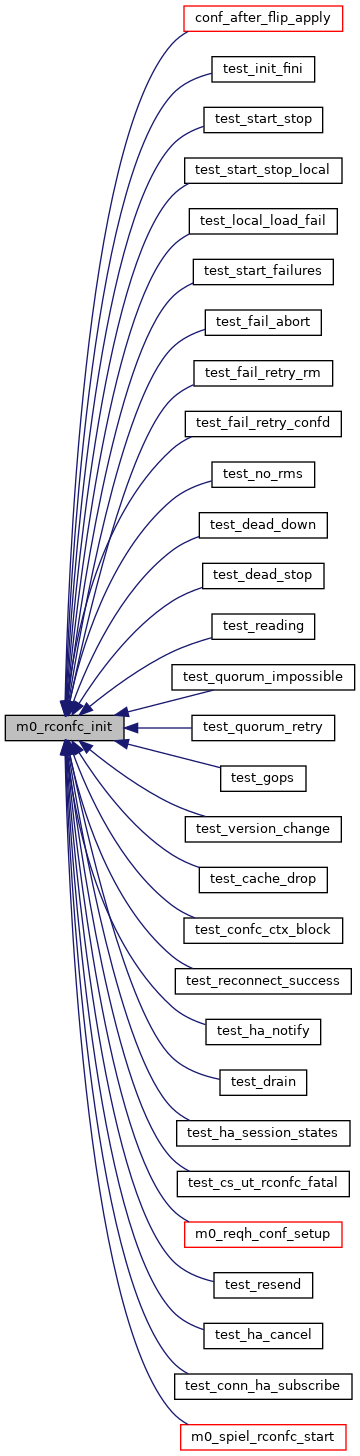 conf_after_flip_apply
test_init_fini
test_start_stop
test_start_stop_local
test_local_load_fail
test_start_failures
test_fail_abort
test_fail_retry_rm
test_fail_retry_confd
test_no_rms
test_dead_down
test_dead_stop
test_reading
test_quorum_impossible
m0_rconfc_init
test_quorum_retry
test_gops
test_version_change
test_cache_drop
test_confc_ctx_block
test_reconnect_success
test_ha_notify
test_drain
test_ha_session_states
test_cs_ut_rconfc_fatal
m0_reqh_conf_setup
test_resend
test_ha_cancel
test_conn_ha_subscribe
m0_spiel_rconfc_start